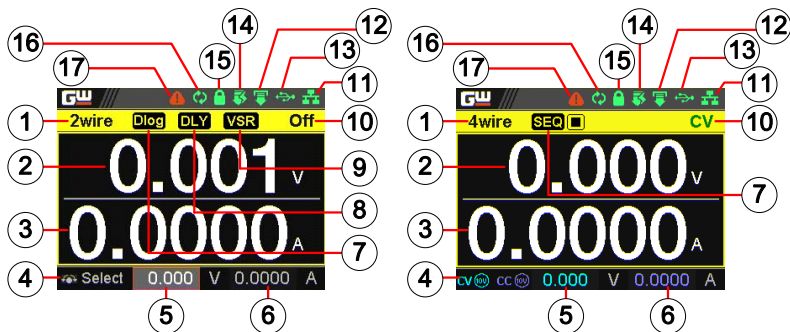 14 12 14 12
16 15 13 16 15 13
17 11 17 11
GW GW
1 2wire Dlog DLY VSR Off 10 1 4wire SEQ CV 10
2 0.001 V 9 2 0.000 V 7
8
3 0.0000 A 7 3 0.0000 A
4 Select 0.000 V 0.0000 A 4 CV 10V CC 10V 0.000 V 0.0000 A
5 6 5 6